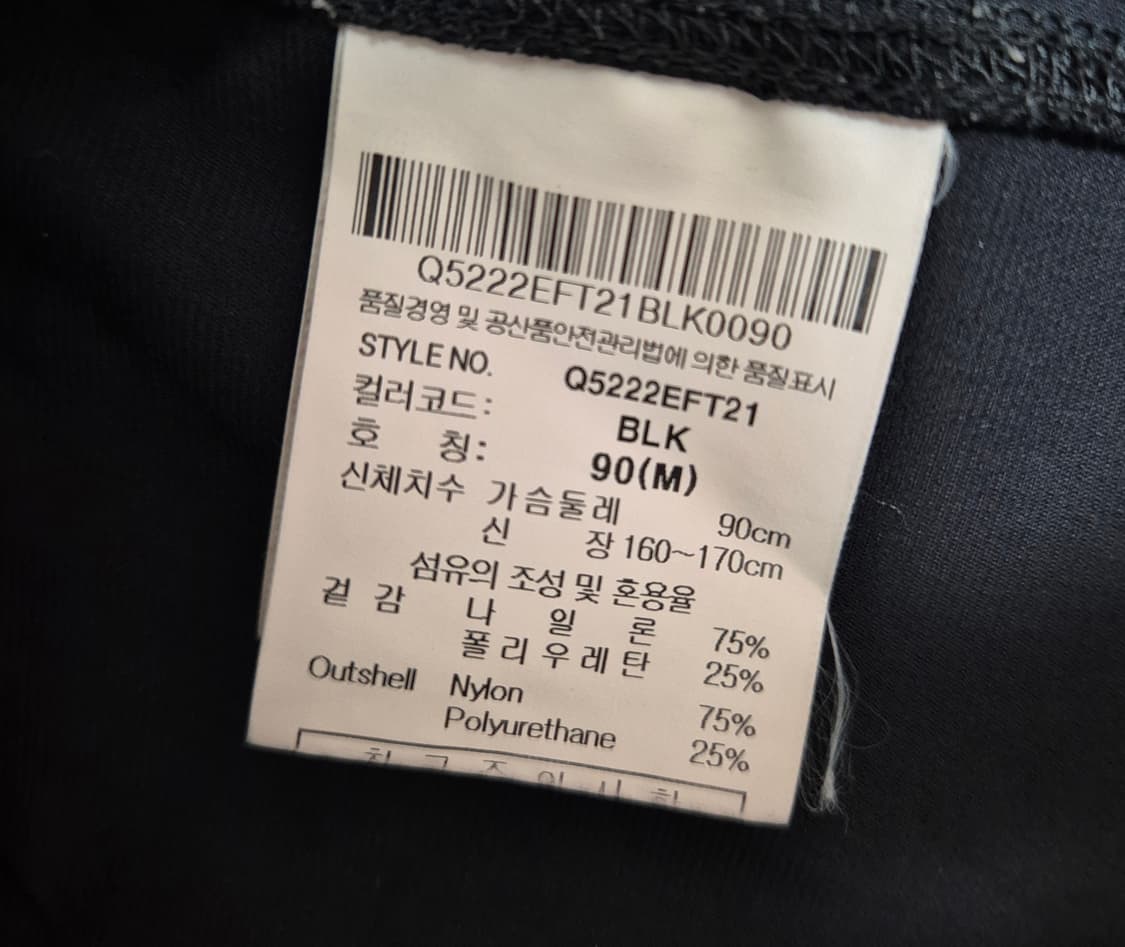 Q5222EFT21BLK0090
품질경영 및 공산품안전관리법에 의한 품질표시
STYLE NO. Q5222EFT21
컬러코드: BLK
호 칭: 90(M)
신체치수 가슴둘레 90cm
신 장 160~170cm
섬유의 조성 및 혼용율
겉 감 나 일 론 75%
폴 리 우 레 탄 25%
Outshell Nylon 75%
Polyurethane 25%